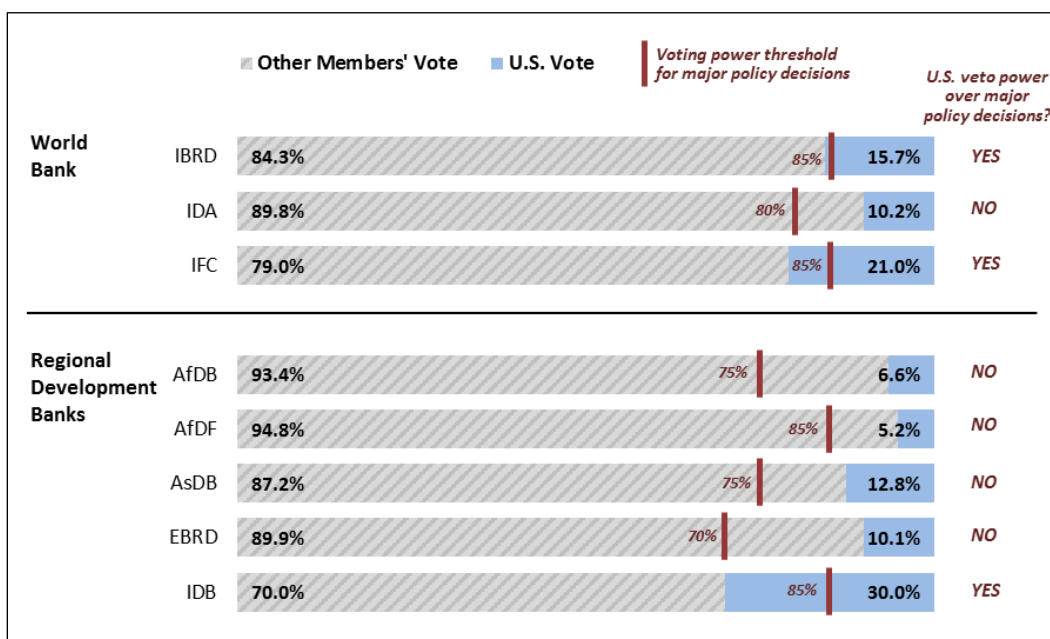 Other Members' Vote
U.S. Vote
Voting power threshold
for major policy decisions
U.S. veto power
over major
policy decisions?
World
Bank
IBRD 84.3% 85% 15.7% YES
IDA 89.8% 80% 10.2% NO
IFC 79.0% 85% 21.0% YES
Regional
Development
Banks
AfDB 93.4% 75% 6.6% NO
AfDF 94.8% 85% 5.2% NO
AsDB 87.2% 75% 12.8% NO
EBRD 89.9% 70% 10.1% NO
IDB 70.0% 85% 30.0% YES